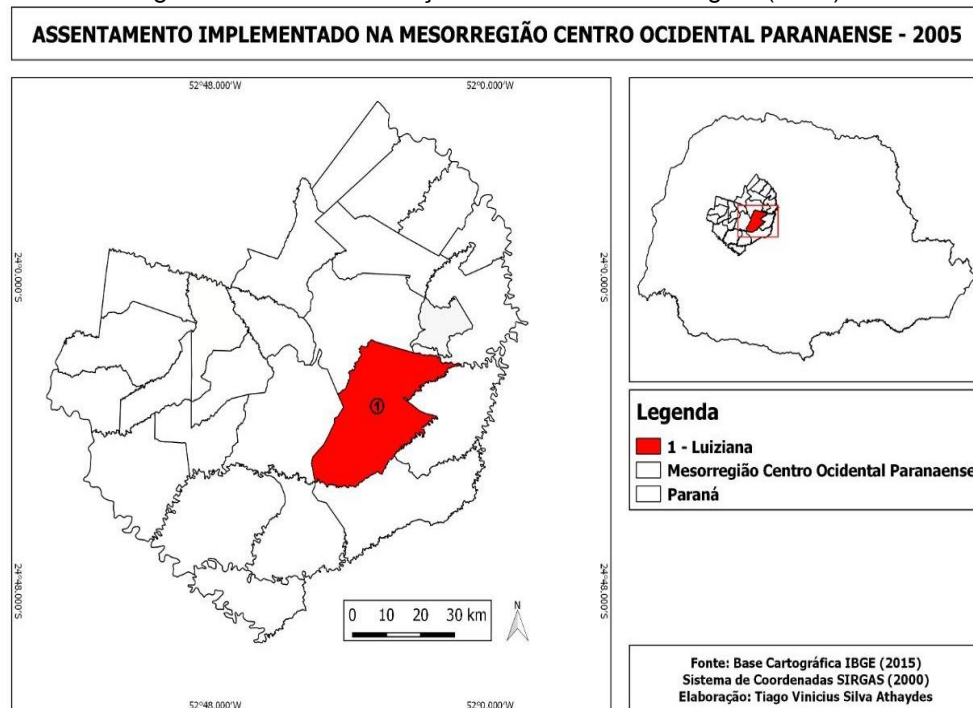 ASSENTAMENTO IMPLEMENTADO NA MESORREGIÃO CENTRO OCIDENTAL PARANAENSE - 2005
52°48.000'W
52°0.000'W
24°0.000'S
24°0.000'S
1
Legenda
1 - Luiziana
Mesorregião Centro Ocidental Paranaense
Paraná
24°48.000'S
24°48.000'S
0 10 20 30 km
N
Fonte: Base Cartográfica IBGE (2015)
Sistema de Coordenadas SIRGAS (2000)
Elaboração: Tiago Vinicius Silva Athaydes
52°48.000'W
52°0.000'W